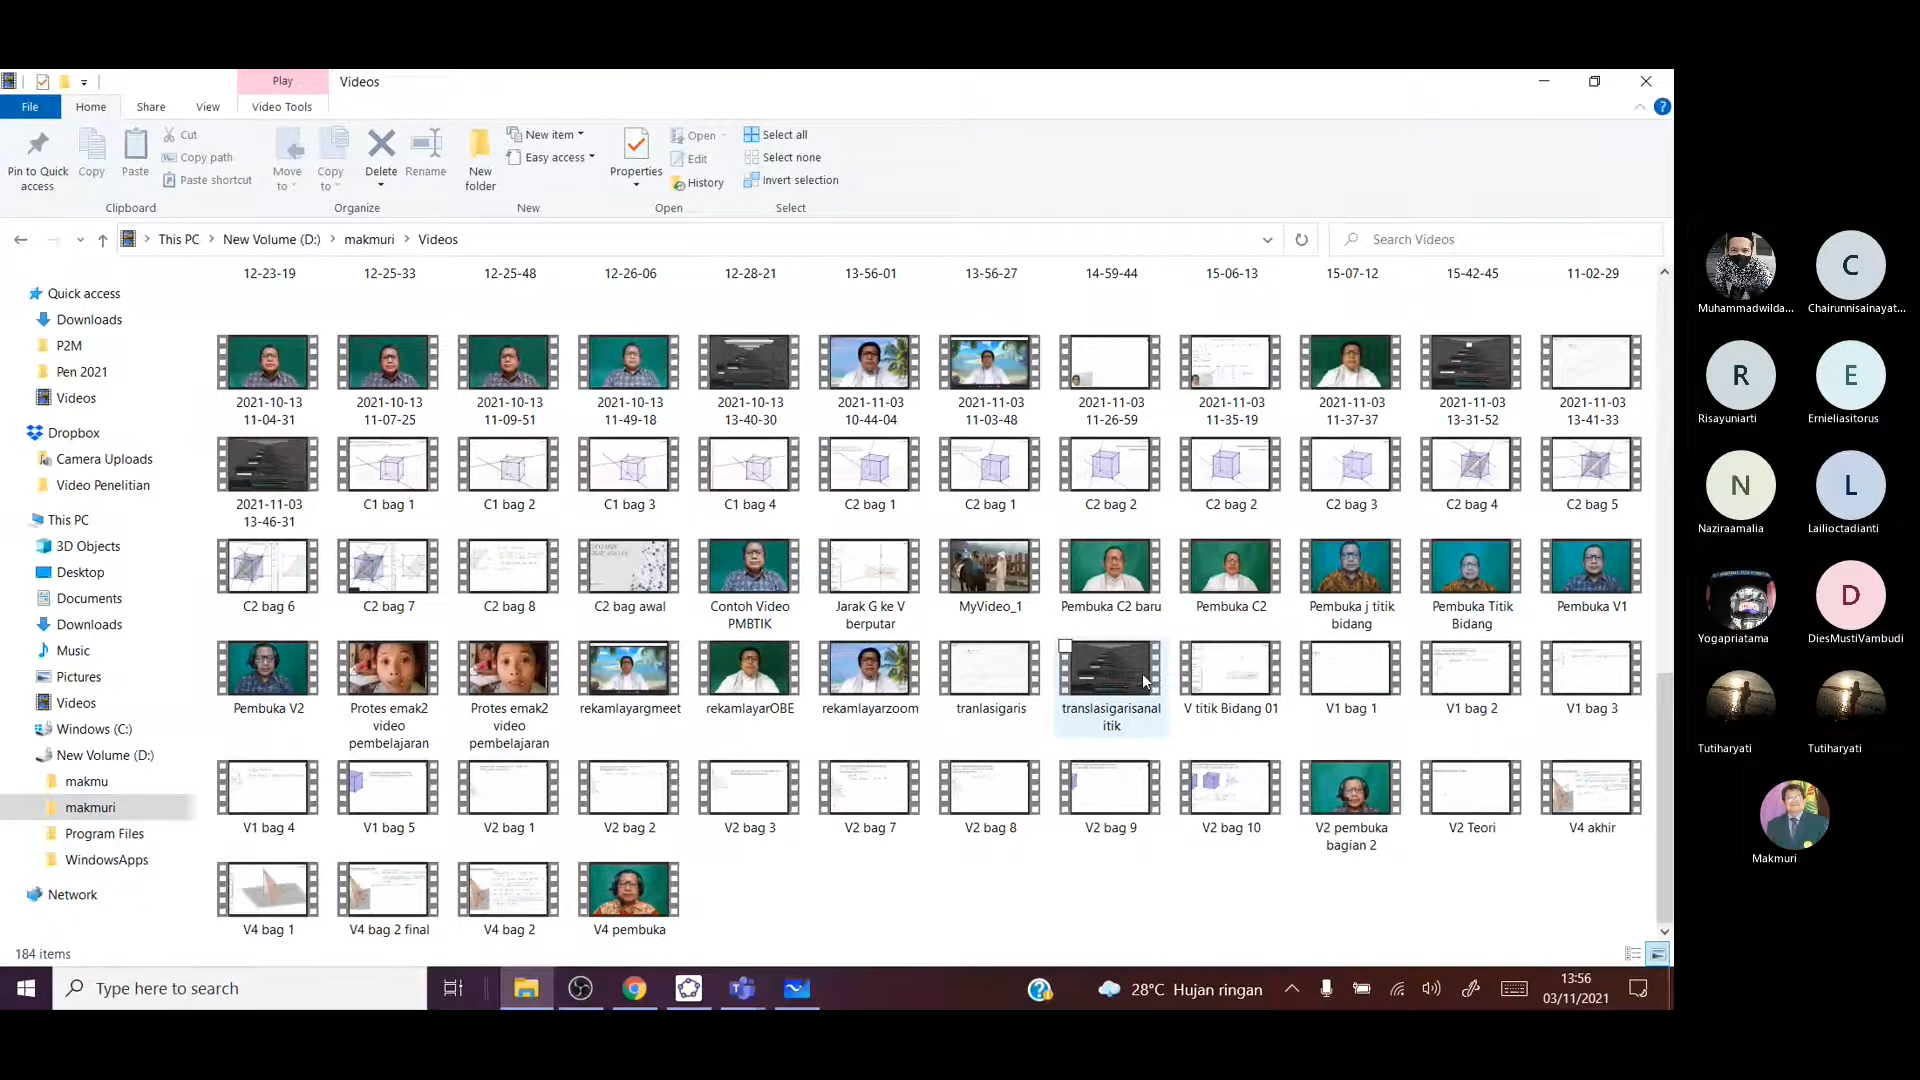 Play
Videos
File
Home
Share
View
Video Tools
Pin to Quick
access
Copy
Paste
Cut
Copy path
Paste shortcut
Clipboard
Move
to
Copy
to
Delete
Rename
Organize
New
folder
New item
Easy access
New
Properties
Open
Edit
History
Open
Select all
Select none
Invert selection
Select
This PC
New Volume (D:)
makmuri
Videos
Search Videos
Quick access
Downloads
P2M
Pen 2021
Videos
Dropbox
Camera Uploads
Video Penelitian
This PC
3D Objects
Desktop
Documents
Downloads
Music
Pictures
Videos
Windows (C:)
New Volume (D:)
makmu
makmuri
Program Files
WindowsApps
Network
12-23-19
12-25-33
12-25-48
12-26-06
12-28-21
13-56-01
13-56-27
14-59-44
15-06-13
15-07-12
15-42-45
11-02-29
2021-10-13
11-04-31
2021-10-13
11-07-25
2021-10-13
11-09-51
2021-10-13
11-49-18
2021-10-13
13-40-30
2021-11-03
10-44-04
2021-11-03
11-03-48
2021-11-03
11-26-59
2021-11-03
11-35-19
2021-11-03
11-37-37
2021-11-03
13-31-52
2021-11-03
13-41-33
2021-11-03
13-46-31
C1 bag 1
C1 bag 2
C1 bag 3
C1 bag 4
C2 bag 1
C2 bag 1
C2 bag 2
C2 bag 2
C2 bag 3
C2 bag 4
C2 bag 5
C2 bag 6
C2 bag 7
C2 bag 8
C2 bag awal
Contoh Video
PMBTIK
Jarak G ke V
berputar
MyVideo_1
Pembuka C2 baru
Pembuka C2
Pembuka j titik
bidang
Pembuka Titik
Bidang
Pembuka V1
Pembuka V2
Protes emak2
video
pembelajaran
Protes emak2
video
pembelajaran
rekamlayargmeet
rekamlayarOBE
rekamlayarzoom
tranlasigaris
translasigarisanal
itik
V titik Bidang 01
V1 bag 1
V1 bag 2
V1 bag 3
V1 bag 4
V1 bag 5
V2 bag 1
V2 bag 2
V2 bag 3
V2 bag 7
V2 bag 8
V2 bag 9
V2 bag 10
V2 pembuka
bagian 2
V2 Teori
V4 akhir
V4 bag 1
V4 bag 2 final
V4 bag 2
V4 pembuka
184 items
Type here to search
28°C Hujan ringan
13:56
03/11/2021
Muhammadwilda...
C
Chairunnisainayat...
R
Risayuniarti
E
Ernieliasitorus
N
Naziraamalia
L
Lailioctadianti
Yogapriatama
D
DiesMustiVambudi
Tutiharyati
Tutiharyati
Makmuri